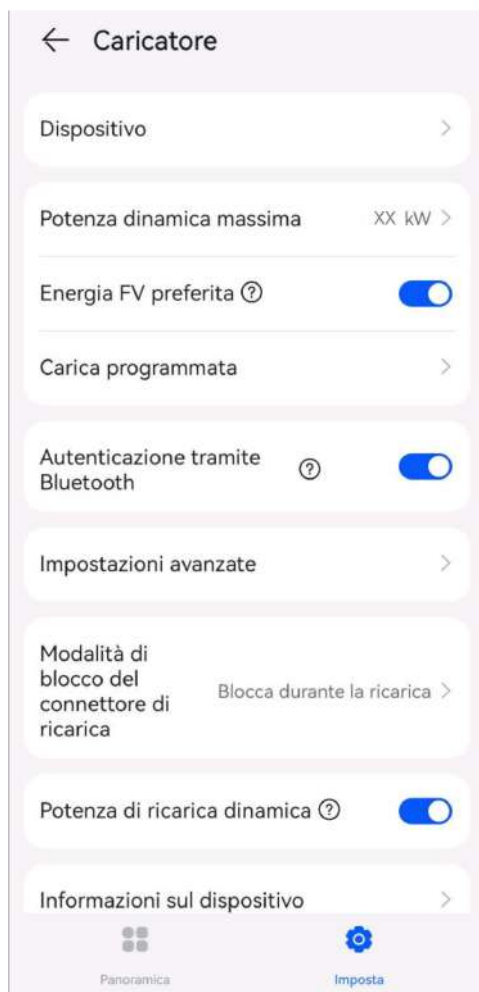 Caricatore
Dispositivo
Potenza dinamica massima XX kW
Energia FV preferita
Carica programmata
Autenticazione tramite
Bluetooth
Impostazioni avanzate
Modalità di
blocco del
connettore di
ricarica
Blocca durante la ricarica
Potenza di ricarica dinamica
Informazioni sul dispositivo
Panoramica
Imposta